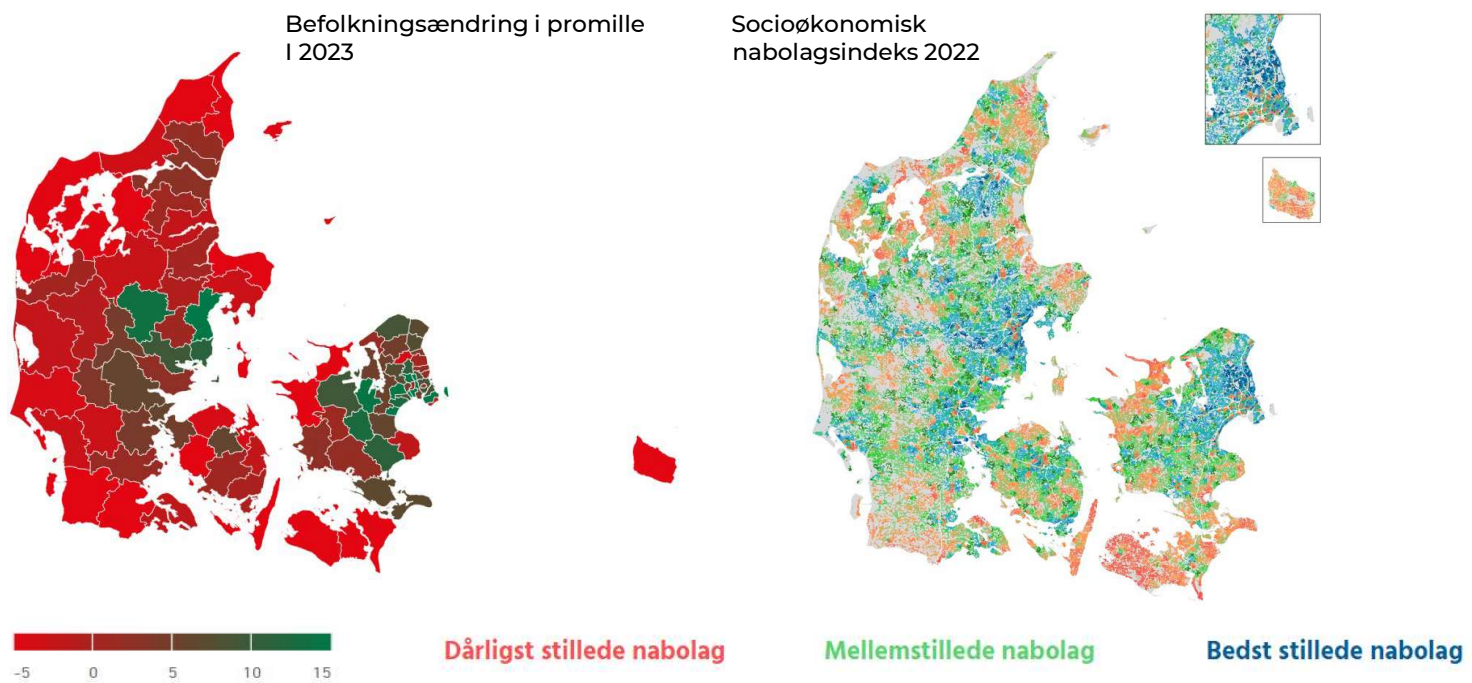 Befolkningsændring i promille
I 2023
Socioøkonomisk
nabolagsindeks 2022
-5 0 5 10 15
Dårligst stillede nabolag
Mellemstillede nabolag
Bedst stillede nabolag